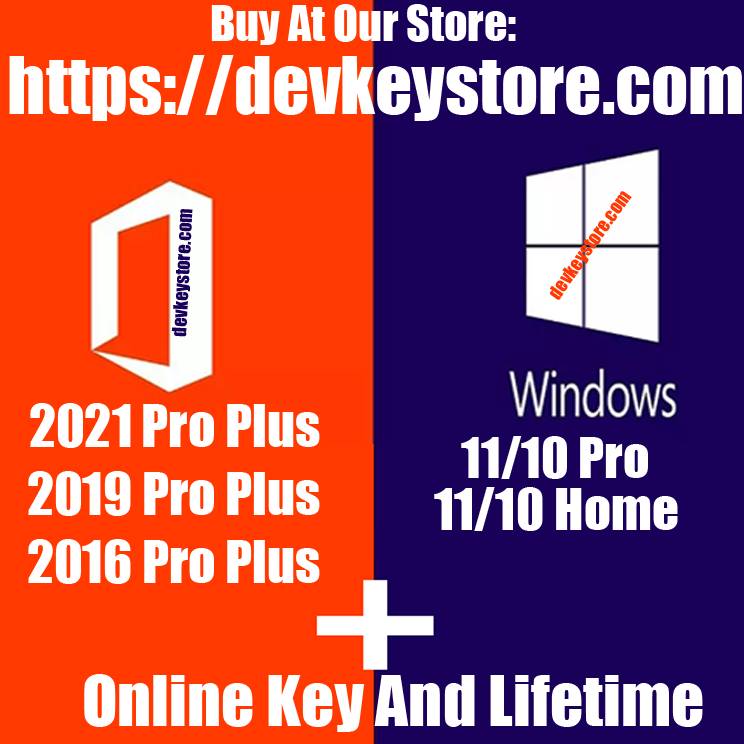 Buy At Our Store:
https://devkeystore.com
devkeystore.com
devkeystore.com
Windows
2021 Pro Plus
2019 Pro Plus
2016 Pro Plus
11/10 Pro
11/10 Home
+
Online Key And Lifetime